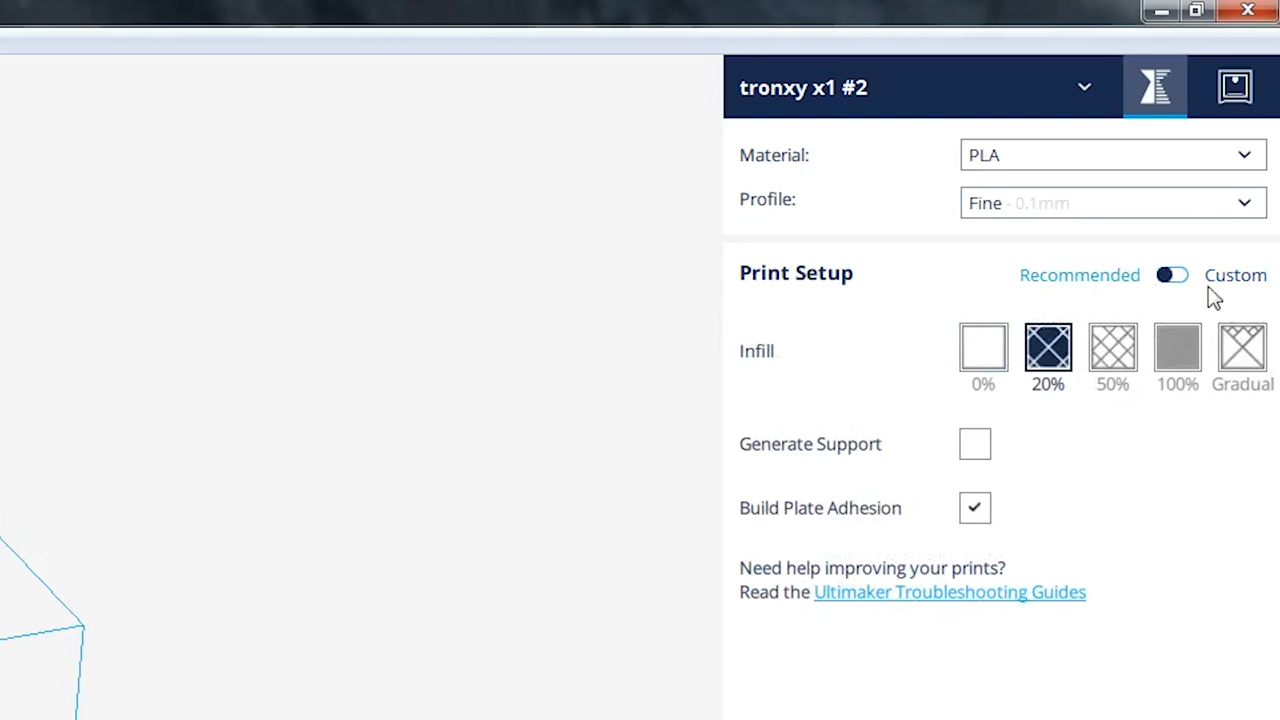 tronxy x1 #2
Material: PLA
Profile: Fine - 0.1mm
Print Setup Recommended Custom
Infill
0% 20% 50% 100% Gradual
Generate Support
Build Plate Adhesion
Need help improving your prints?
Read the Ultimaker Troubleshooting Guides